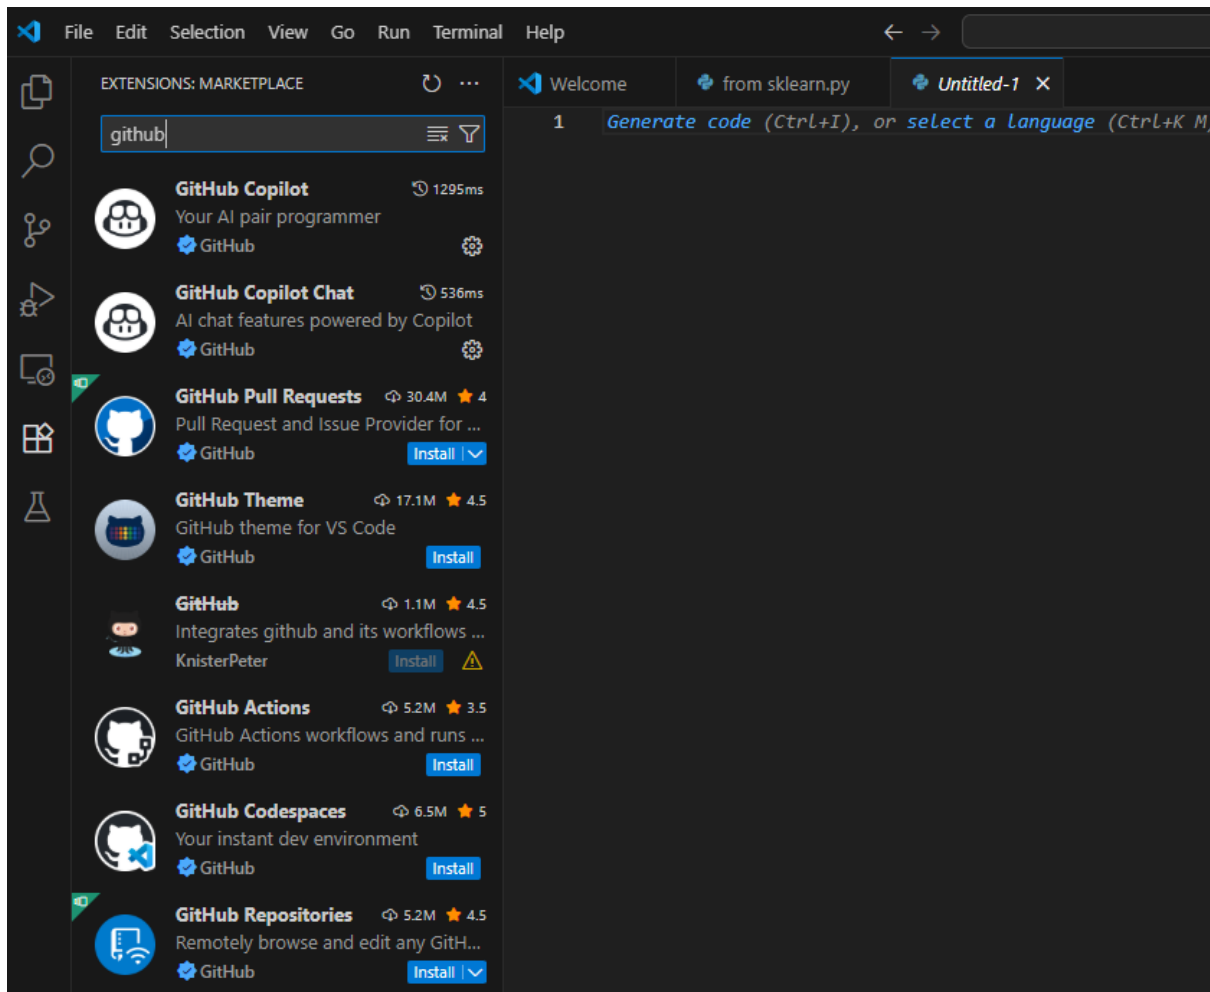 File Edit Selection View Go Run Terminal Help
EXTENSIONS: MARKETPLACE
github
GitHub Copilot 1295ms
Your AI pair programmer
GitHub
GitHub Copilot Chat 536ms
AI chat features powered by Copilot
GitHub
GitHub Pull Requests 30.4M 4
Pull Request and Issue Provider for ...
GitHub Install
GitHub Theme 17.1M 4.5
GitHub theme for VS Code
GitHub Install
GitHub 1.1M 4.5
Integrates github and its workflows ...
KnisterPeter Install
GitHub Actions 5.2M 3.5
GitHub Actions workflows and runs ...
GitHub Install
GitHub Codespaces 6.5M 5
Your instant dev environment
GitHub Install
GitHub Repositories 5.2M 4.5
Remotely browse and edit any GitH...
GitHub Install
Welcome from sklearn.py Untitled-1
1 Generate code (Ctrl+I), or select a language (Ctrl+K M